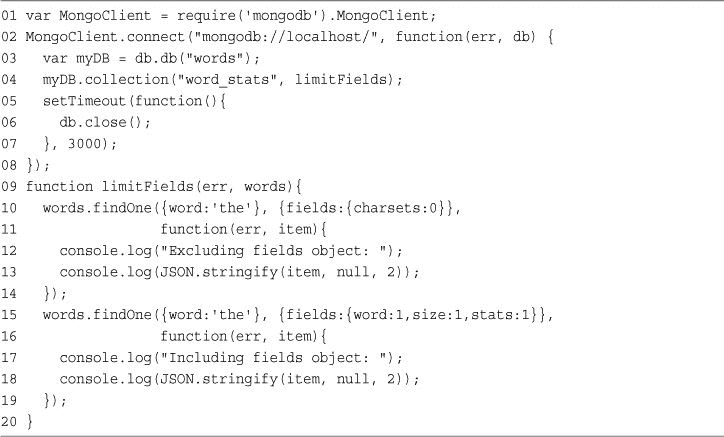 01 var MongoClient = require('mongodb').MongoClient;
02 MongoClient.connect("mongodb://localhost/", function(err, db) {
03   var myDB = db.db("words");
04   myDB.collection("word_stats", limitFields);
05   setTimeout(function(){
06     db.close();
07   }, 3000);
08 });
09 function limitFields(err, words){
10   words.findOne({word:'the'}, {fields:{charsets:0}},
11                 function(err, item){
12     console.log("Excluding fields object: ");
13     console.log(JSON.stringify(item, null, 2));
14   });
15   words.findOne({word:'the'}, {fields:{word:1,size:1,stats:1}},
16                 function(err, item){
17     console.log("Including fields object: ");
18     console.log(JSON.stringify(item, null, 2));
19   });
20 }